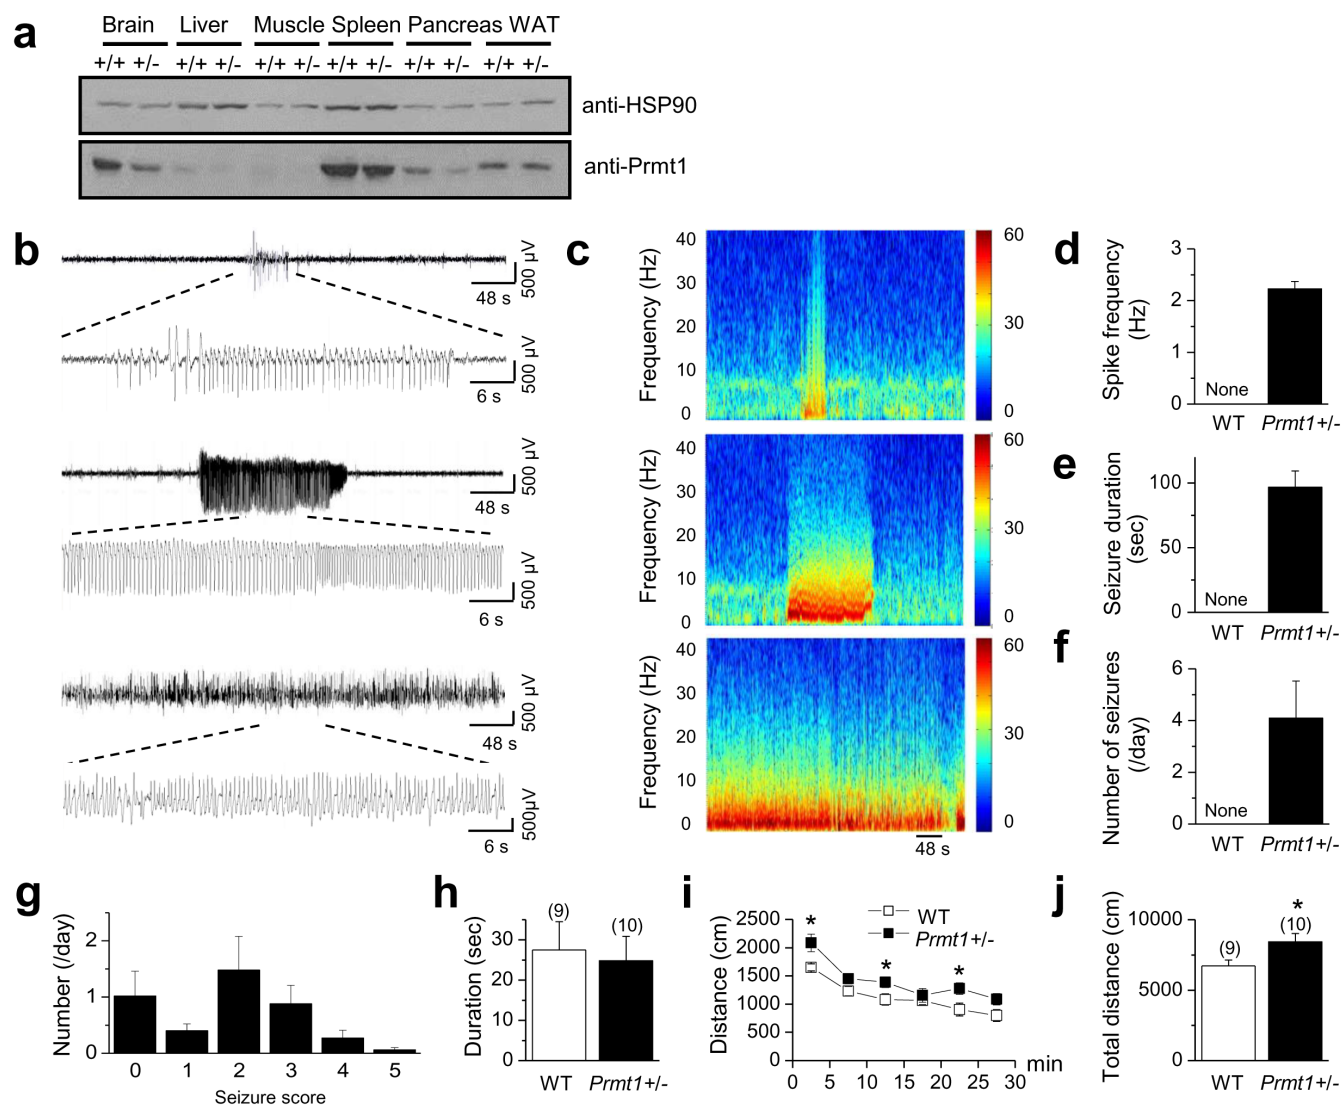 a
Brain Liver Muscle Spleen Pancreas WAT
+/+ +/- +/+ +/- +/+ +/- +/+ +/- +/+ +/- +/+ +/-
anti-HSP90
anti-Prmt1
b
500 µV
48 s
500 µV
6 s
500 µV
48 s
500 µV
6 s
500 µV
48 s
500µV
6 s
c
Frequency (Hz)
40
30
20
10
0
60
30
0
Frequency (Hz)
40
30
20
10
0
60
30
0
Frequency (Hz)
40
30
20
10
0
60
30
0
48 s
d
Spike frequency
(Hz)
3
2
1
0
None
WT Prmt1+/-
e
Seizure duration
(sec)
100
50
0
None
WT Prmt1+/-
f
Number of seizures
(/day)
6
4
2
0
None
WT Prmt1+/-
g
Number (/day)
2
1
0
0 1 2 3 4 5
Seizure score
h
Duration (sec)
30
20
10
0
(9)
(10)
WT Prmt1+/-
i
Distance (cm)
2500
2000
1500
1000
500
0
* * *
WT
Prmt1+/-
0 5 10 15 20 25 30 min
j
Total distance (cm)
10000
5000
0
*
(9)
(10)
WT Prmt1+/-